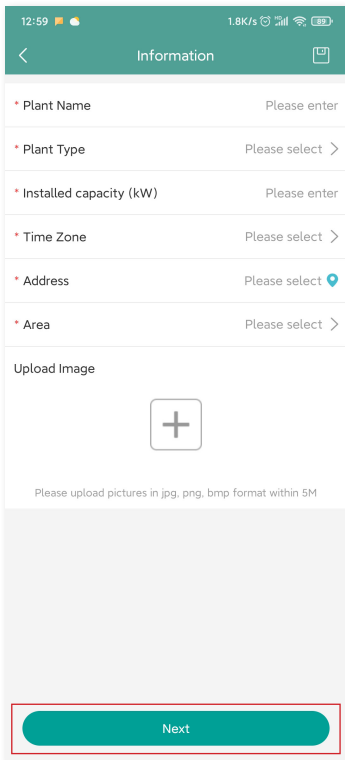 12:59 1.8K/s 89
Information
* Plant Name Please enter
* Plant Type Please select
* Installed capacity (kW) Please enter
* Time Zone Please select
* Address Please select
* Area Please select
Upload Image
Please upload pictures in jpg, png, bmp format within 5M
Next